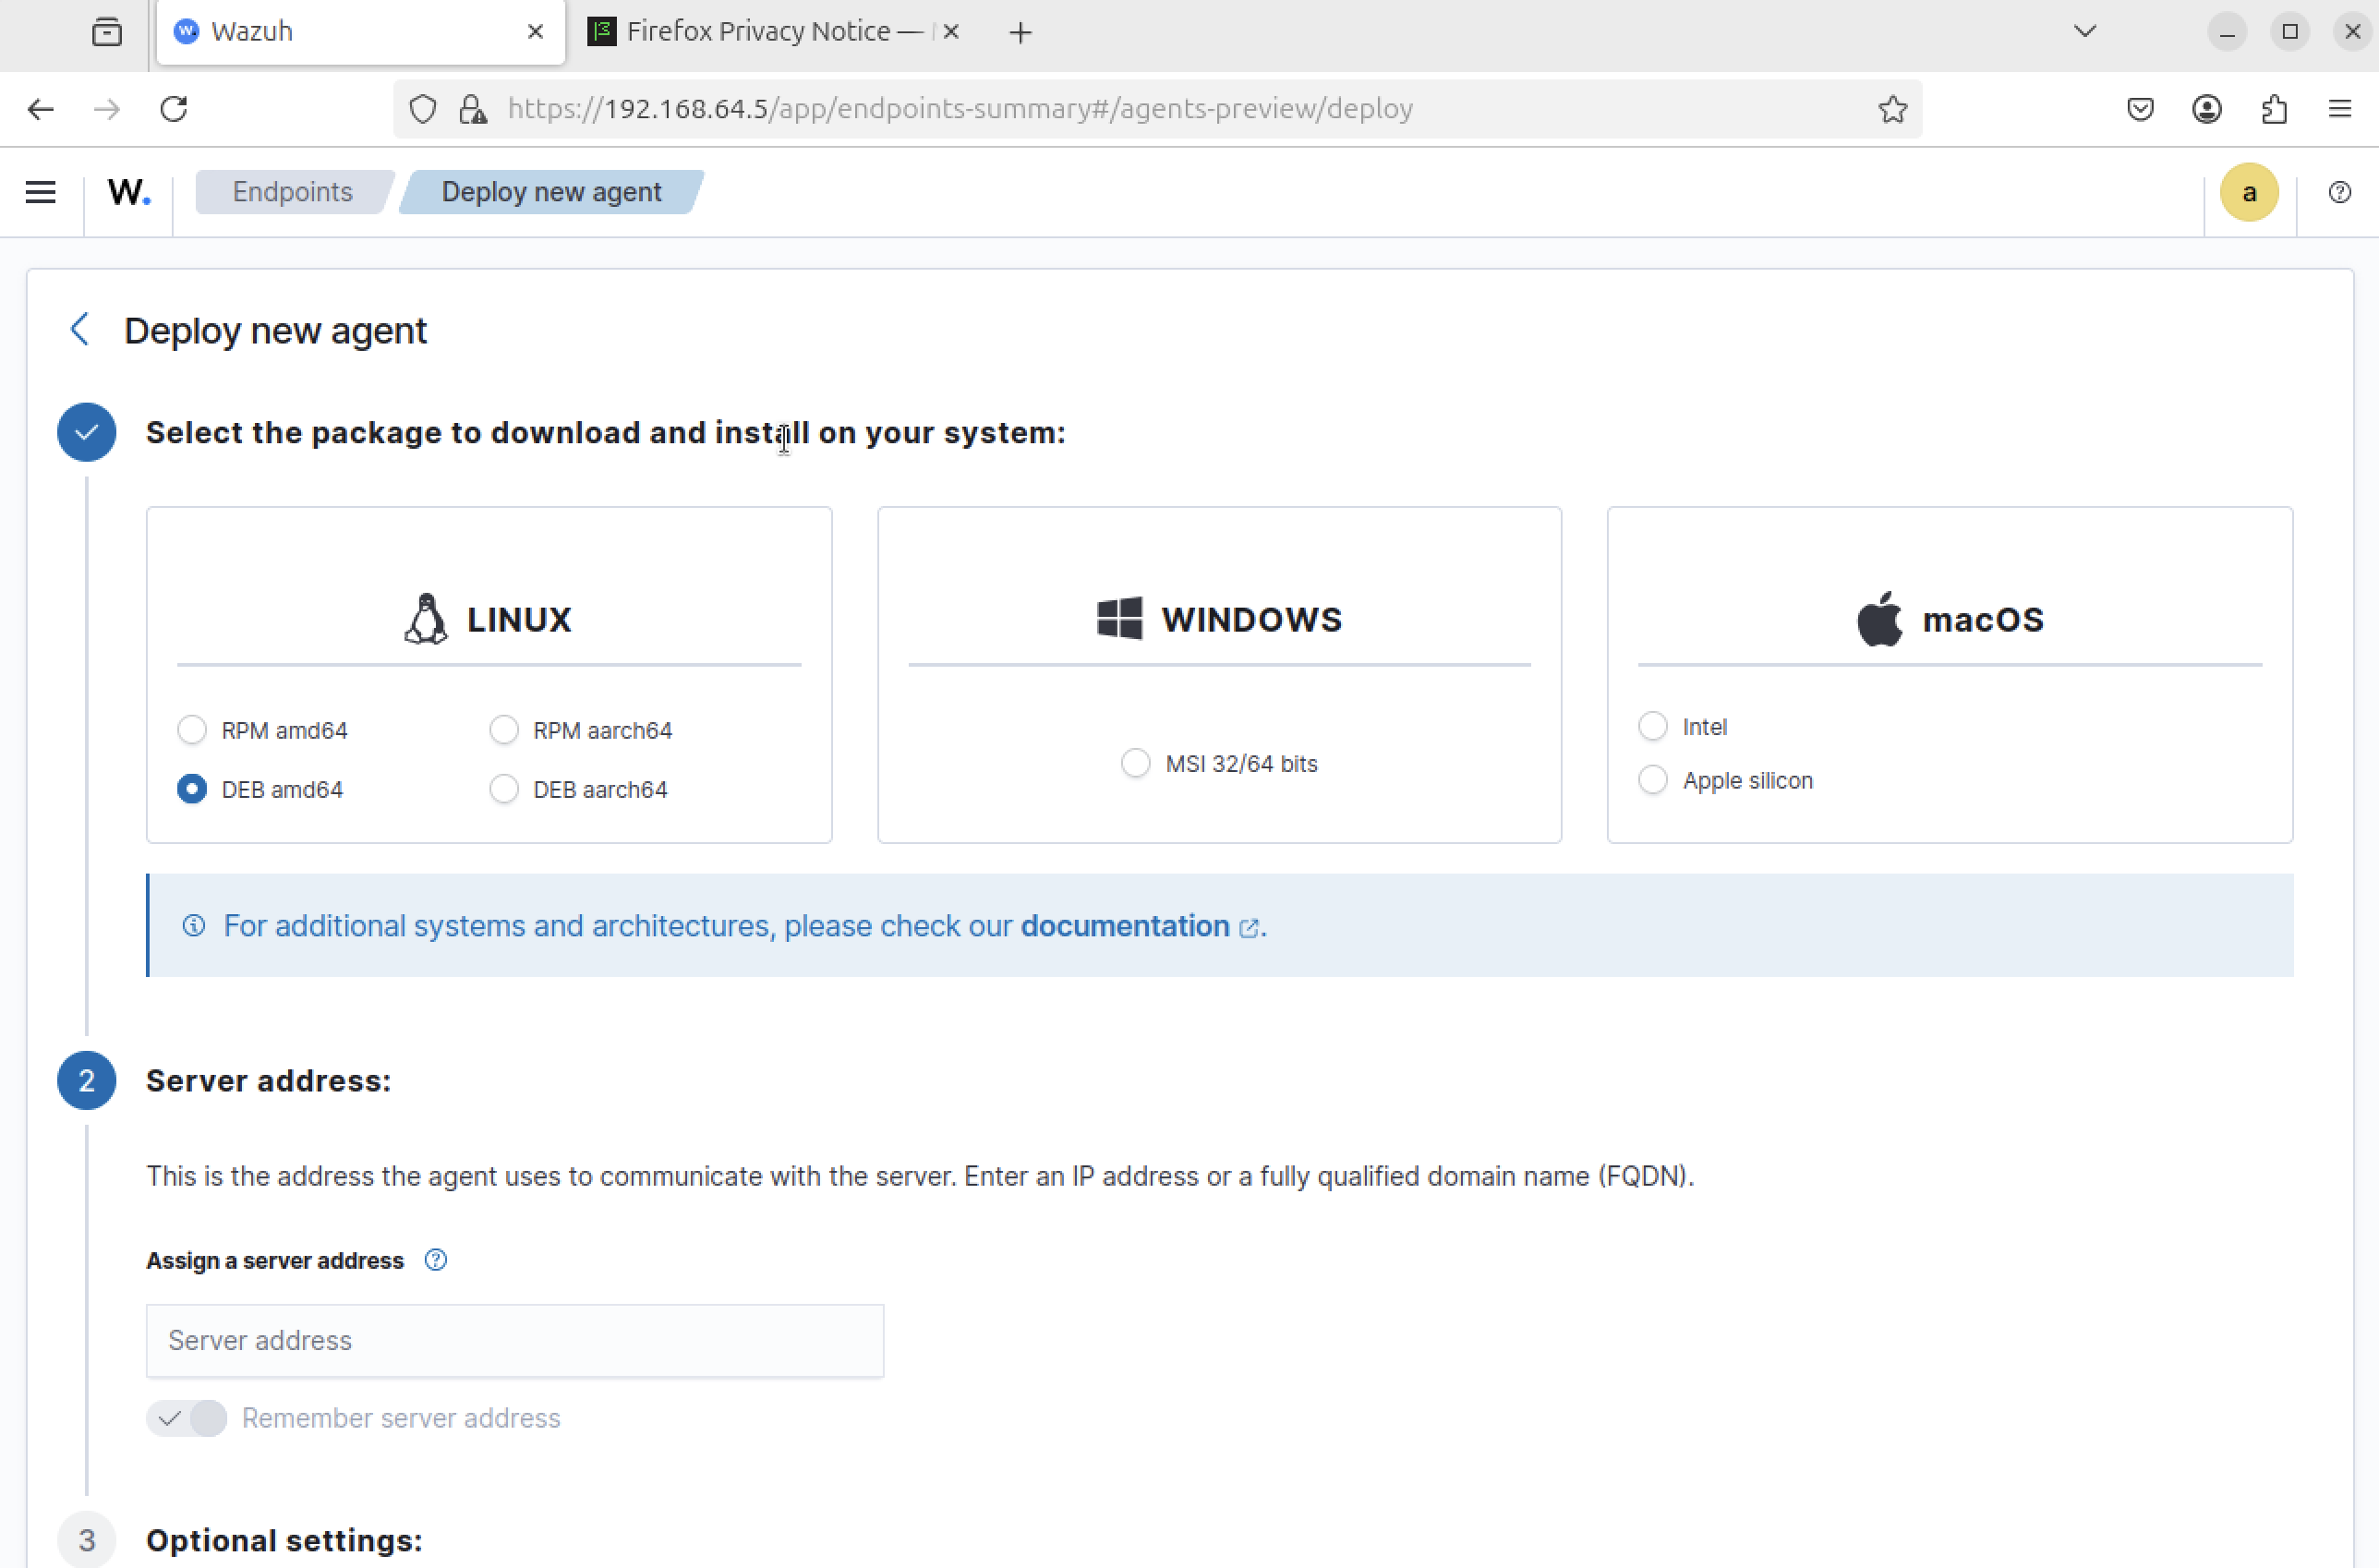 Wazuh
Firefox Privacy Notice —
https://192.168.64.5/app/endpoints-summary#/agents-preview/deploy
W.
Endpoints
Deploy new agent
a
Deploy new agent
Select the package to download and install on your system:
LINUX
RPM amd64
RPM aarch64
DEB amd64
DEB aarch64
WINDOWS
MSI 32/64 bits
macOS
Intel
Apple silicon
For additional systems and architectures, please check our documentation.
2
Server address:
This is the address the agent uses to communicate with the server. Enter an IP address or a fully qualified domain name (FQDN).
Assign a server address
Server address
Remember server address
3
Optional settings: